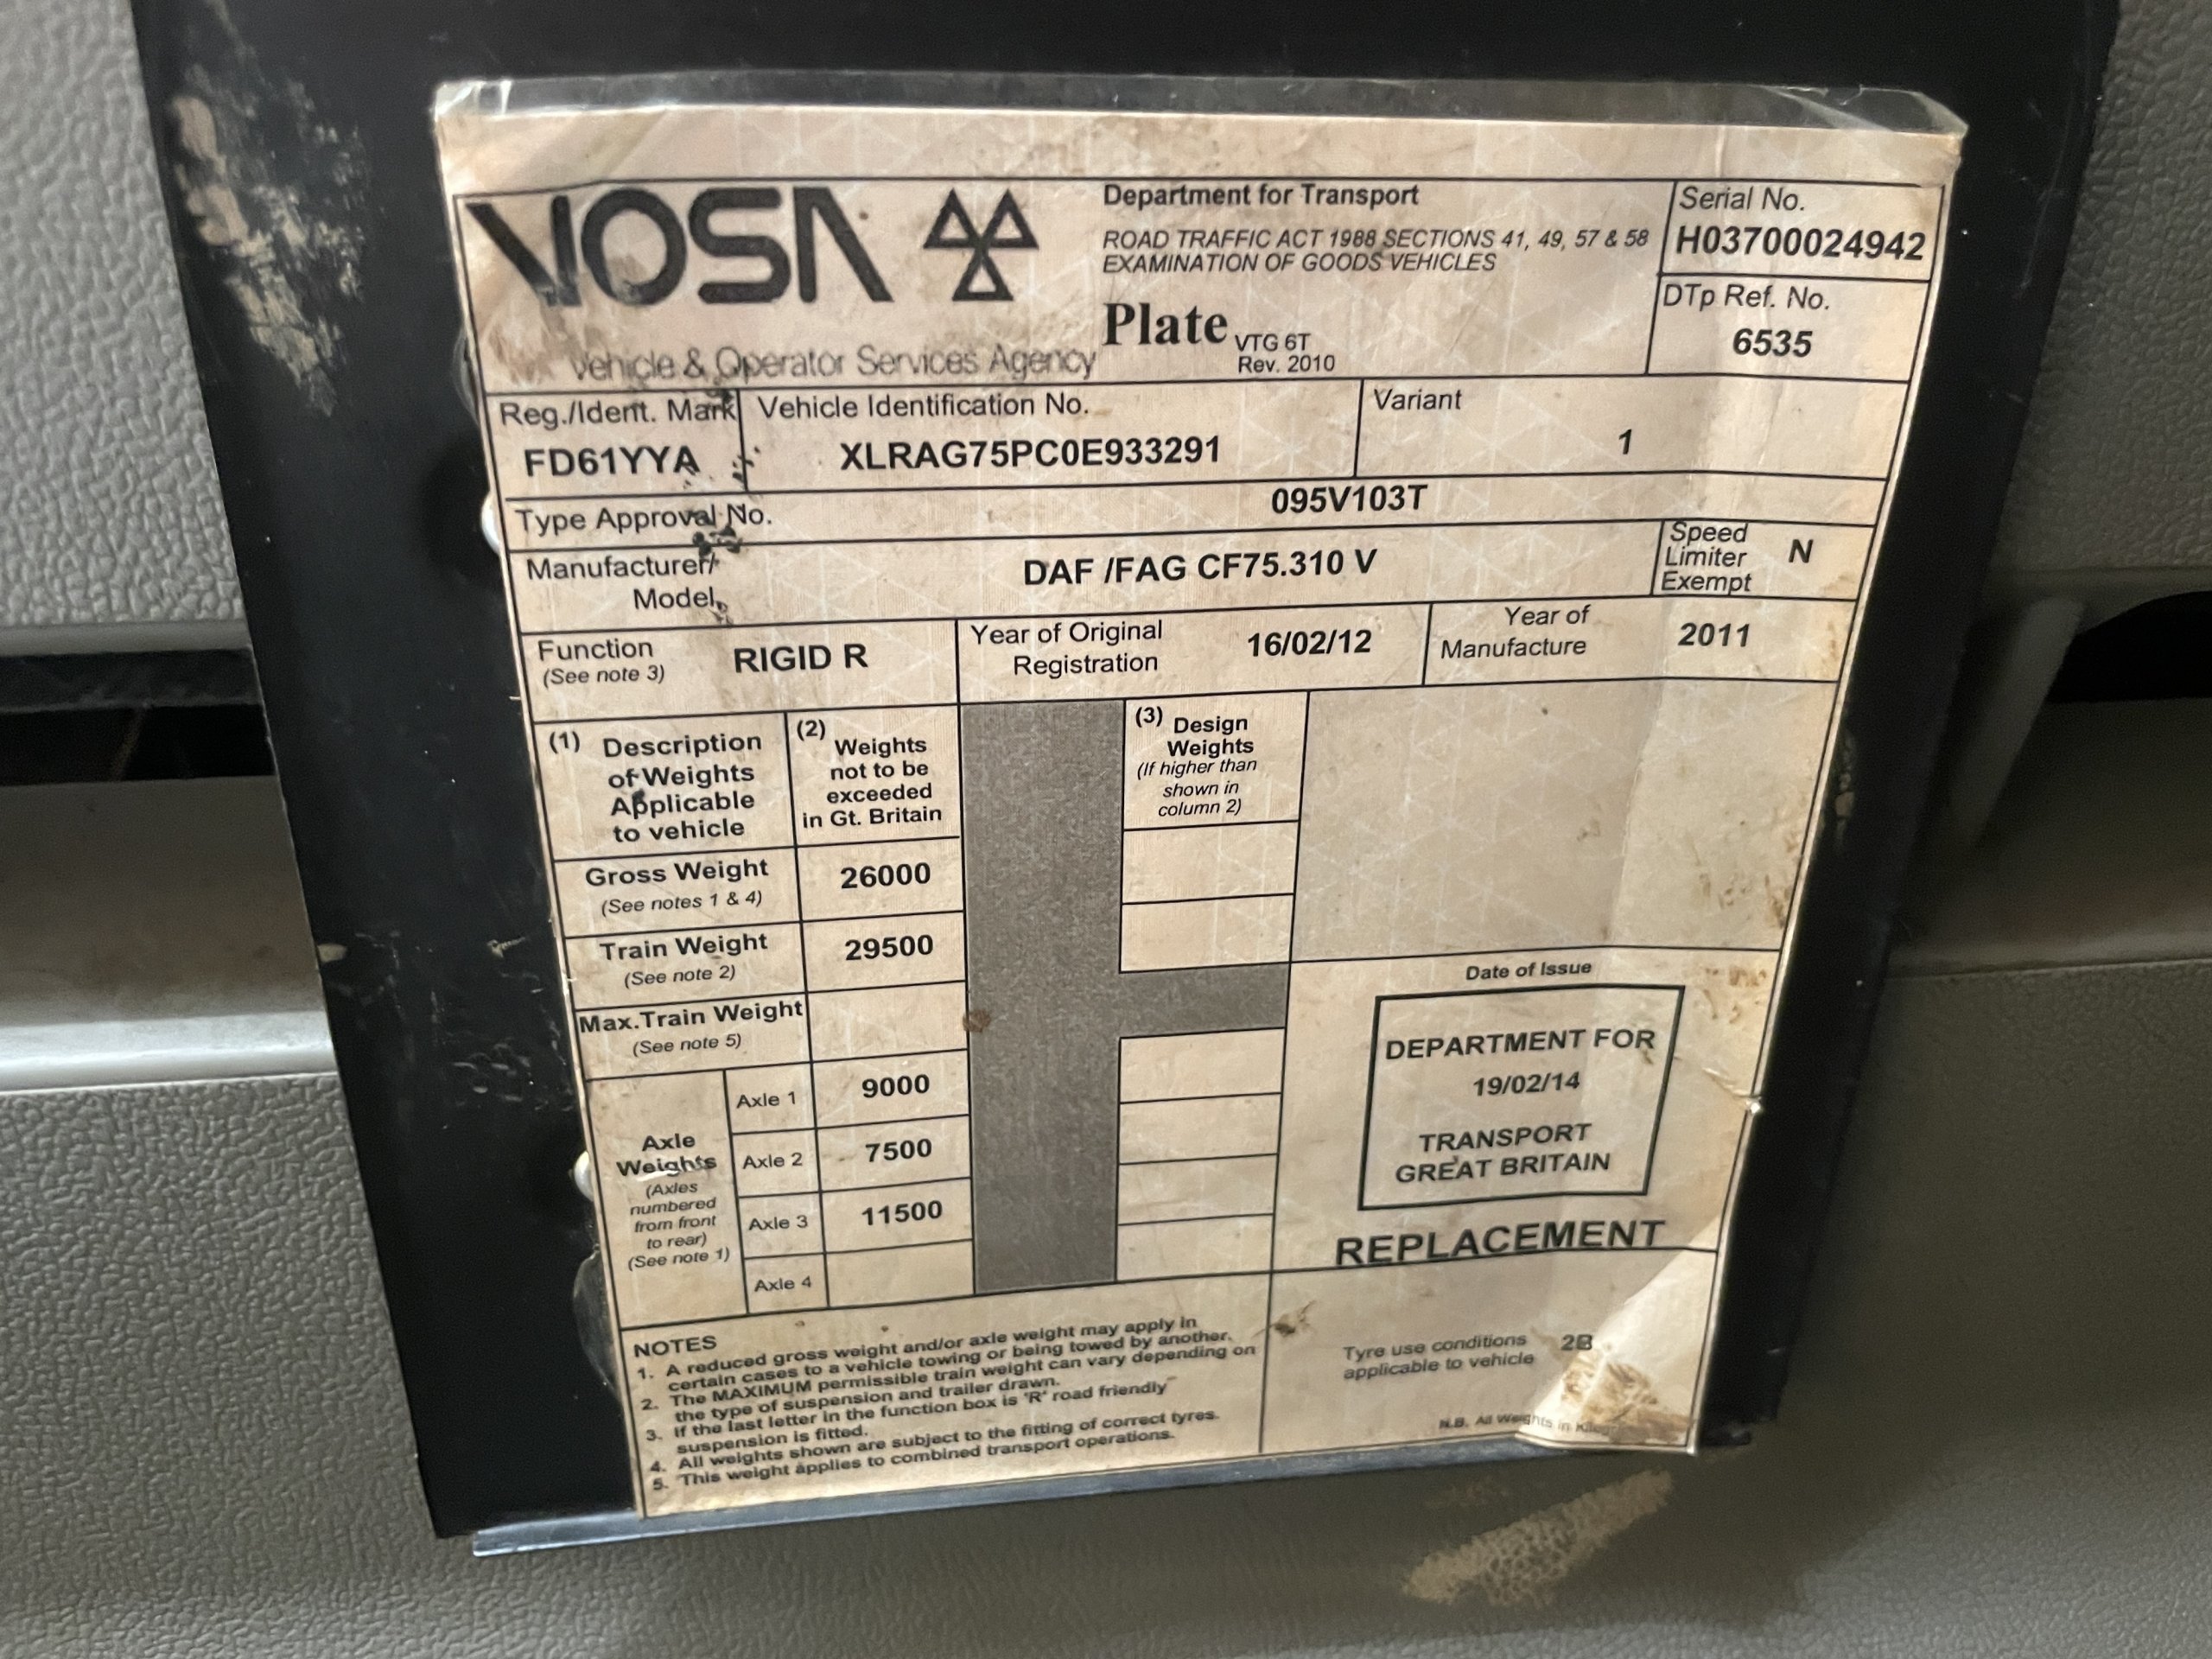 VOSA
Vehicle & Operator Services Agency
Department for Transport
ROAD TRAFFIC ACT 1988 SECTIONS 41, 49, 57 & 58
EXAMINATION OF GOODS VEHICLES
Plate VTG 6T
Rev. 2010
Serial No.
H03700024942
DTp Ref. No.
6535
Reg./Ident. Mark
FD61YYA
Vehicle Identification No.
XLRAG75PC0E933291
Variant
1
Type Approval No.
095V103T
Manufacturer/
Model
DAF /FAG CF75.310 V
Speed
Limiter
Exempt
N
Function
(See note 3)
RIGID R
Year of Original
Registration
16/02/12
Year of
Manufacture
2011
(1) Description
of Weights
Applicable
to vehicle
(2) Weights
not to be
exceeded
in Gt. Britain
(3) Design
Weights
(If higher than
shown in
column 2)
Gross Weight
(See notes 1 & 4)
26000
Train Weight
(See note 2)
29500
Max.Train Weight
(See note 5)
Axle
Weights
(Axles
numbered
from front
to rear)
(See note 1)
Axle 1
9000
Axle 2
7500
Axle 3
11500
Axle 4
Date of Issue
DEPARTMENT FOR
19/02/14
TRANSPORT
GREAT BRITAIN
REPLACEMENT
NOTES
1. A reduced gross weight and/or axle weight may apply in
certain cases to a vehicle towing or being towed by another.
2. The MAXIMUM permissible train weight can vary depending on
the type of suspension and trailer drawn.
3. If the last letter in the function box is 'R' road friendly
suspension is fitted.
4. All weights shown are subject to the fitting of correct tyres.
5. This weight applies to combined transport operations.
Tyre use conditions
applicable to vehicle
2B
N.B. All Weights in